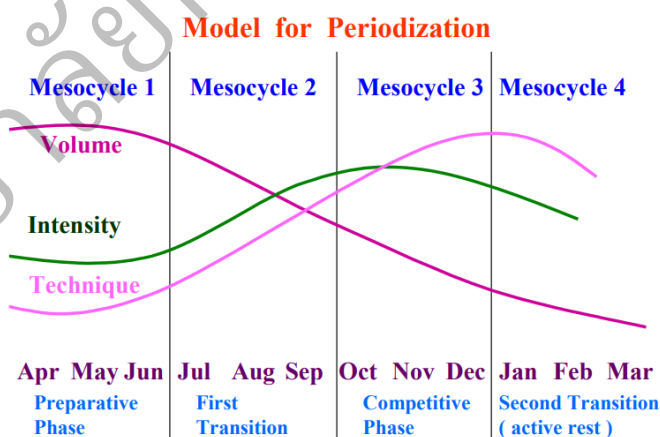 Model for Periodization
Mesocycle 1 Mesocycle 2 Mesocycle 3 Mesocycle 4
Volume
Intensity
Technique
Apr May Jun Jul Aug Sep Oct Nov Dec Jan Feb Mar
Preparative First Competitive Second Transition
Phase Transition Phase ( active rest )